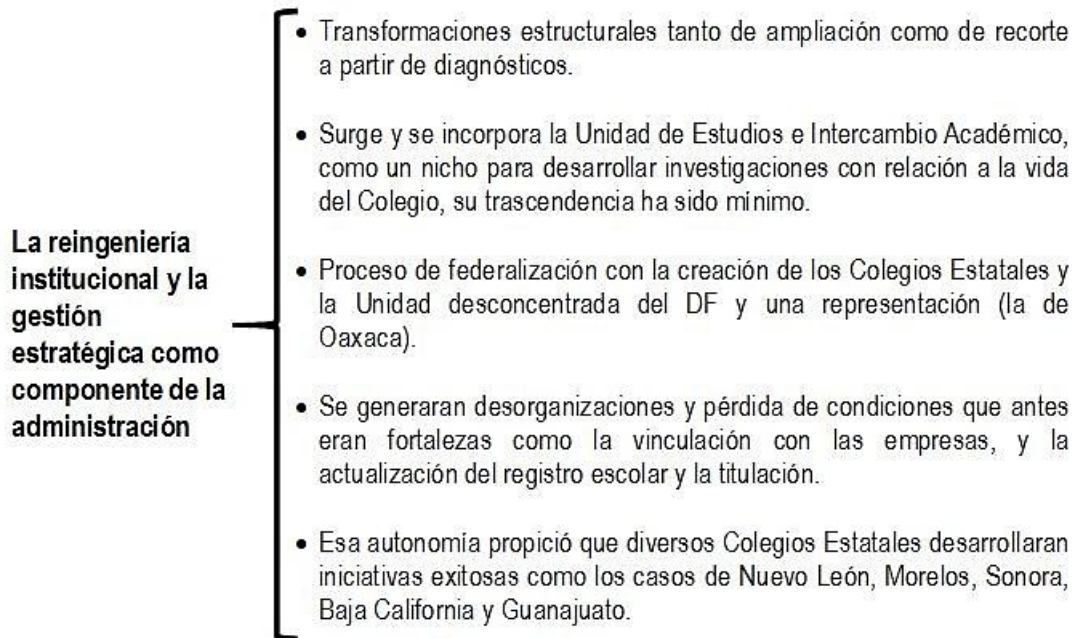 La reingeniería
institucional y la
gestión
estratégica como
componente de la
administración
• Transformaciones estructurales tanto de ampliación como de recorte
a partir de diagnósticos.
• Surge y se incorpora la Unidad de Estudios e Intercambio Académico,
como un nicho para desarrollar investigaciones con relación a la vida
del Colegio, su trascendencia ha sido mínimo.
• Proceso de federalización con la creación de los Colegios Estatales y
la Unidad desconcentrada del DF y una representación (la de
Oaxaca).
• Se generaran desorganizaciones y pérdida de condiciones que antes
eran fortalezas como la vinculación con las empresas, y la
actualización del registro escolar y la titulación.
• Esa autonomía propició que diversos Colegios Estatales desarrollaran
iniciativas exitosas como los casos de Nuevo León, Morelos, Sonora,
Baja California y Guanajuato.